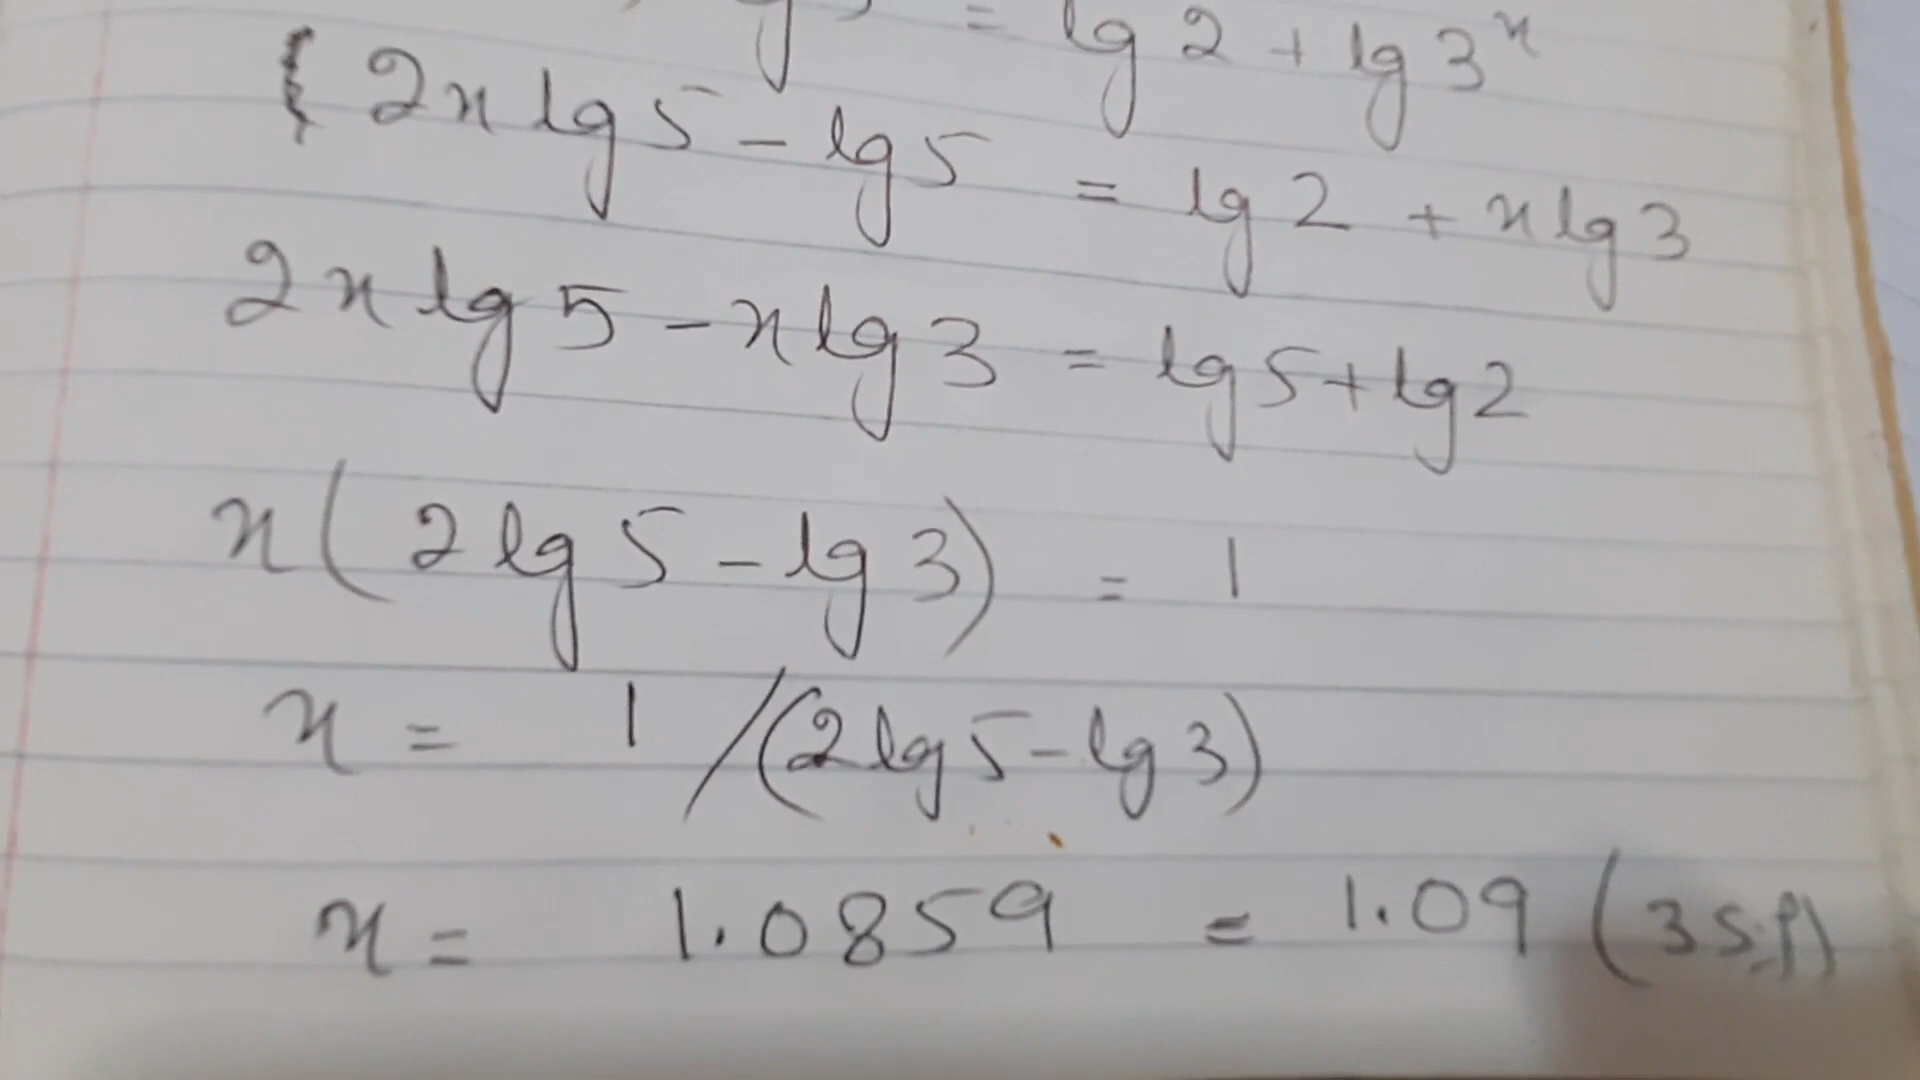 = lg 2 + lg 3^x
2x lg 5 - lg 5 = lg 2 + x lg 3
2x lg 5 - x lg 3 = lg 5 + lg 2
x(2 lg 5 - lg 3) = 1
x = 1 /(2 lg 5 - lg 3)
x = 1.0859 = 1.09 (3 s.f)